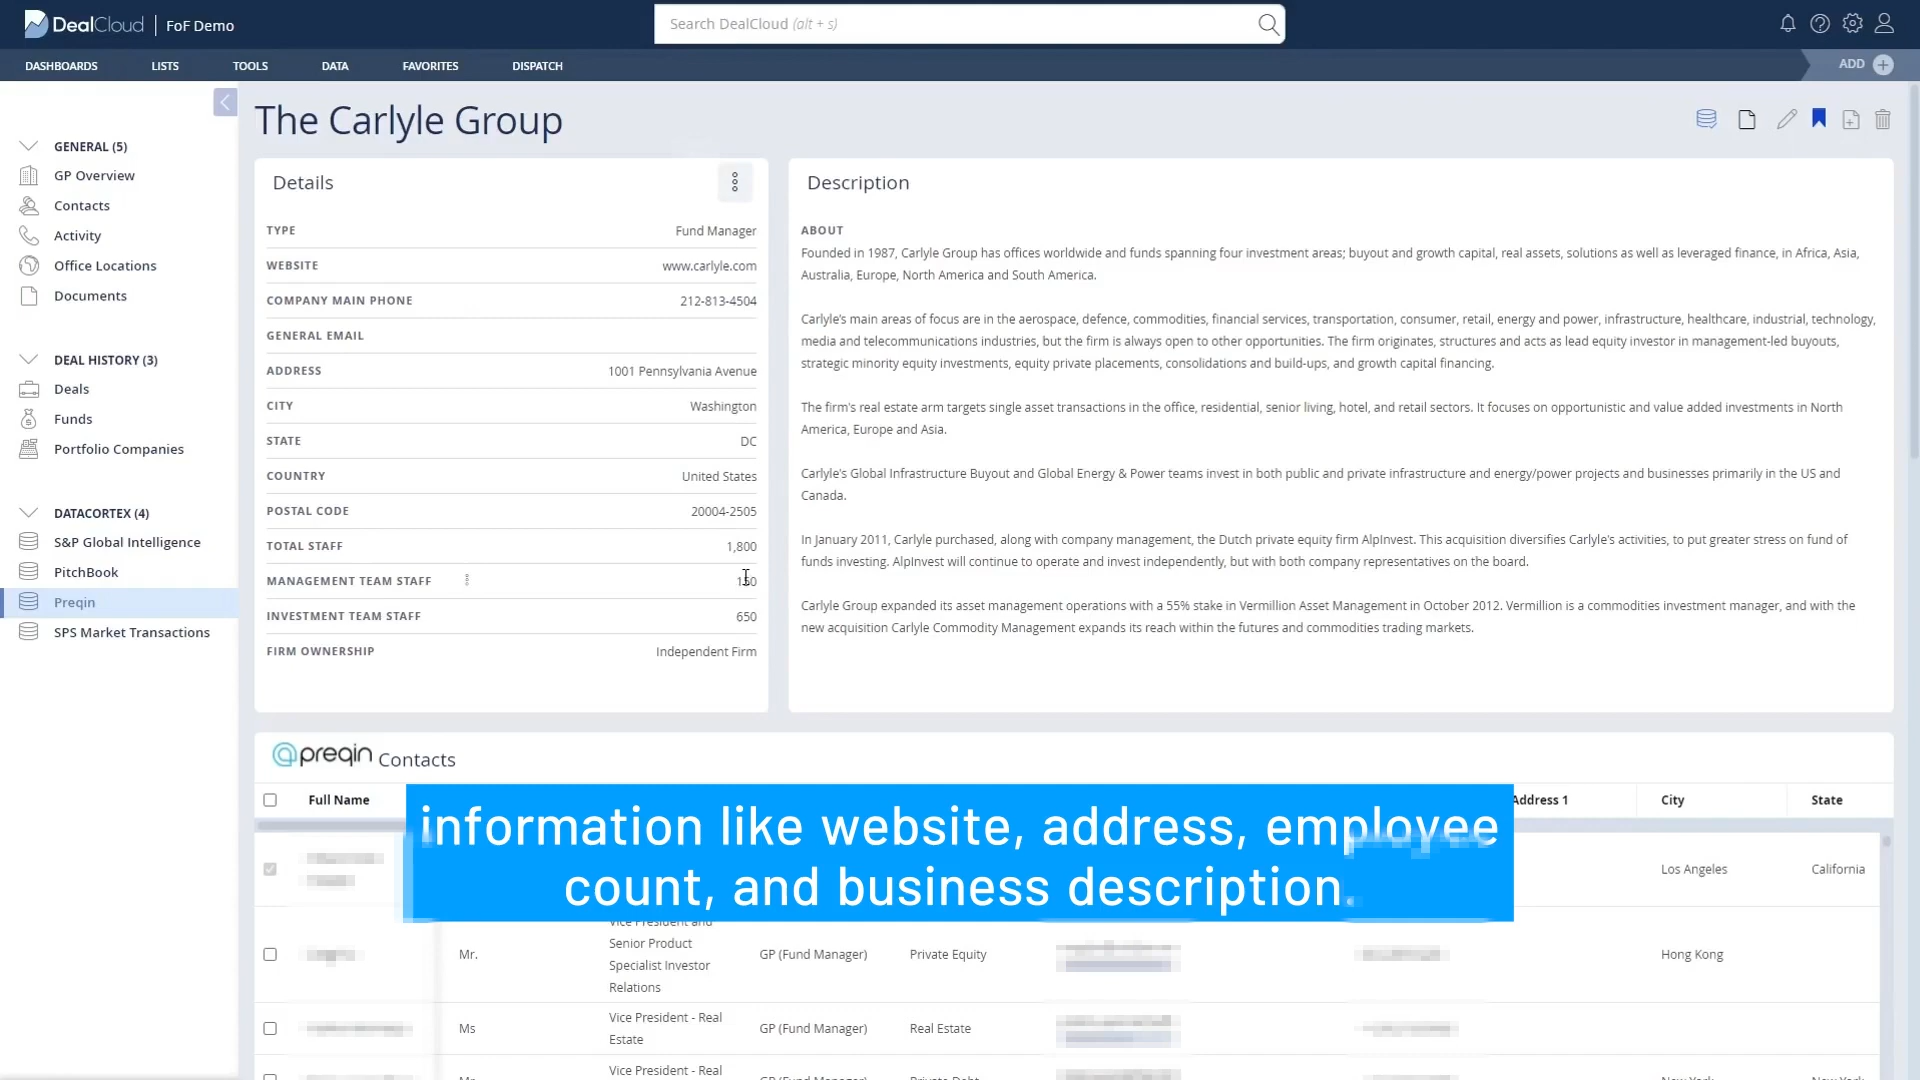 DealCloud FoF Demo
Search DealCloud (alt + s)
DASHBOARDS LISTS TOOLS DATA FAVORITES DISPATCH
ADD
GENERAL (5)
GP Overview
Contacts
Activity
Office Locations
Documents
DEAL HISTORY (3)
Deals
Funds
Portfolio Companies
DATACORTEX (4)
S&P Global Intelligence
PitchBook
Preqin
SPS Market Transactions
The Carlyle Group
Details
TYPE Fund Manager
WEBSITE www.carlyle.com
COMPANY MAIN PHONE 212-813-4504
GENERAL EMAIL
ADDRESS 1001 Pennsylvania Avenue
CITY Washington
STATE DC
COUNTRY United States
POSTAL CODE 20004-2505
TOTAL STAFF 1,800
MANAGEMENT TEAM STAFF
INVESTMENT TEAM STAFF 650
FIRM OWNERSHIP Independent Firm
Description
ABOUT
Founded in 1987, Carlyle Group has offices worldwide and funds spanning four investment areas; buyout and growth capital, real assets, solutions as well as leveraged finance, in Africa, Asia,
Australia, Europe, North America and South America.
Carlyle's main areas of focus are in the aerospace, defence, commodities, financial services, transportation, consumer, retail, energy and power, infrastructure, healthcare, industrial, technology,
media and telecommunications industries, but the firm is always open to other opportunities. The firm originates, structures and acts as lead equity investor in management-led buyouts,
strategic minority equity investments, equity private placements, consolidations and build-ups, and growth capital financing.
The firm's real estate arm targets single asset transactions in the office, residential, senior living, hotel, and retail sectors. It focuses on opportunistic and value added investments in North
America, Europe and Asia.
Carlyle's Global Infrastructure Buyout and Global Energy & Power teams invest in both public and private infrastructure and energy/power projects and businesses primarily in the US and
Canada.
In January 2011, Carlyle purchased, along with company management, the Dutch private equity firm AlpInvest. This acquisition diversifies Carlyle's activities, to put greater stress on fund of
funds investing. AlpInvest will continue to operate and invest independently, but with both company representatives on the board.
Carlyle Group expanded its asset management operations with a 55% stake in Vermillion Asset Management in October 2012. Vermillion is a commodities investment manager, and with the
new acquisition Carlyle Commodity Management expands its reach within the futures and commodities trading markets.
preqin Contacts
Full Name Address 1 City State
information like website, address, employee
count, and business description.
Los Angeles California
Vice President and
Senior Product
Specialist Investor
Relations
Mr. GP (Fund Manager) Private Equity Hong Kong
Vice President - Real
Estate
Ms GP (Fund Manager) Real Estate
Vice President - Real
Mr. GP (Fund Manager) Private Debt New York New York